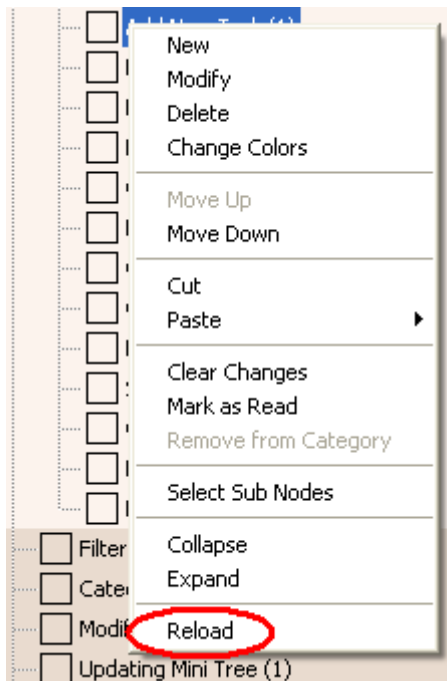 New
Modify
Delete
Change Colors
Move Up
Move Down
Cut
Paste
Clear Changes
Mark as Read
Remove from Category
Select Sub Nodes
Collapse
Expand
Filter
Reload
Updating Mini Tree (1)